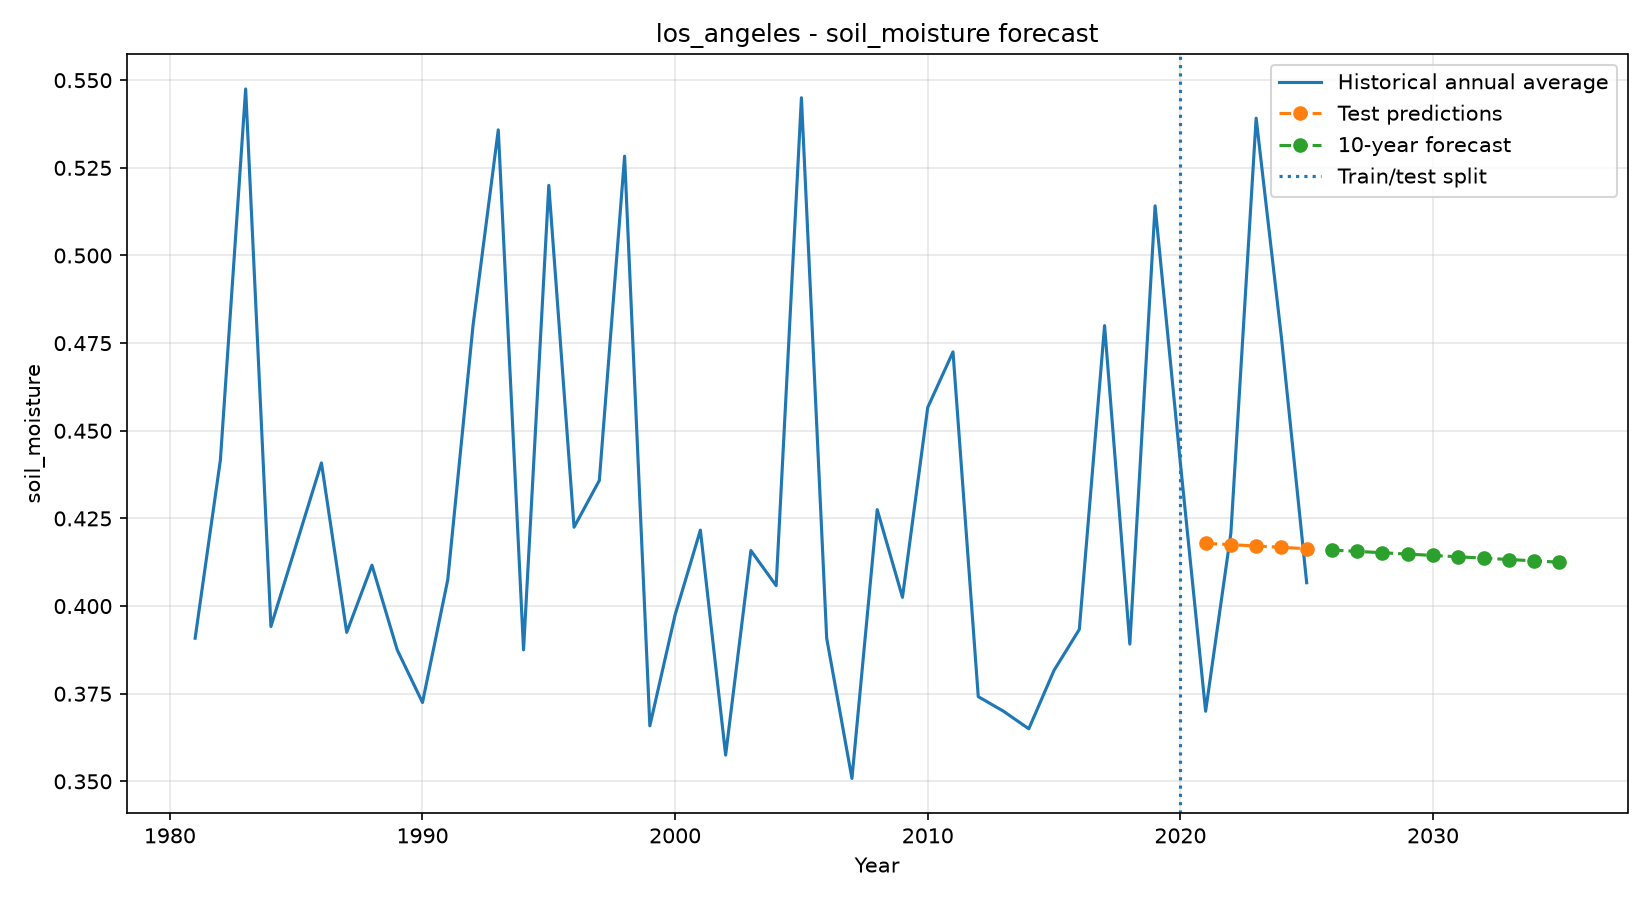 los_angeles - soil_moisture forecast
Historical annual average
Test predictions
10-year forecast
Train/test split
soil_moisture
0.550
0.525
0.500
0.475
0.450
0.425
0.400
0.375
0.350
1980 1990 2000 2010 2020 2030
Year